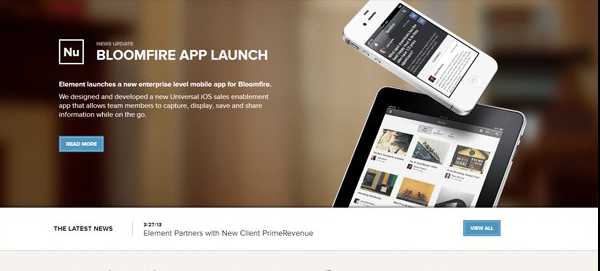 Nu
NEWS UPDATE
BLOOMFIRE APP LAUNCH
Element launches a new enterprise level mobile app for Bloomfire.
We designed and developed a new Universal iOS sales enablement
app that allows team members to capture, display, save and share
information while on the go.
READ MORE
THE LATEST NEWS
3/27/13
Element Partners with New Client PrimeRevenue
VIEW ALL